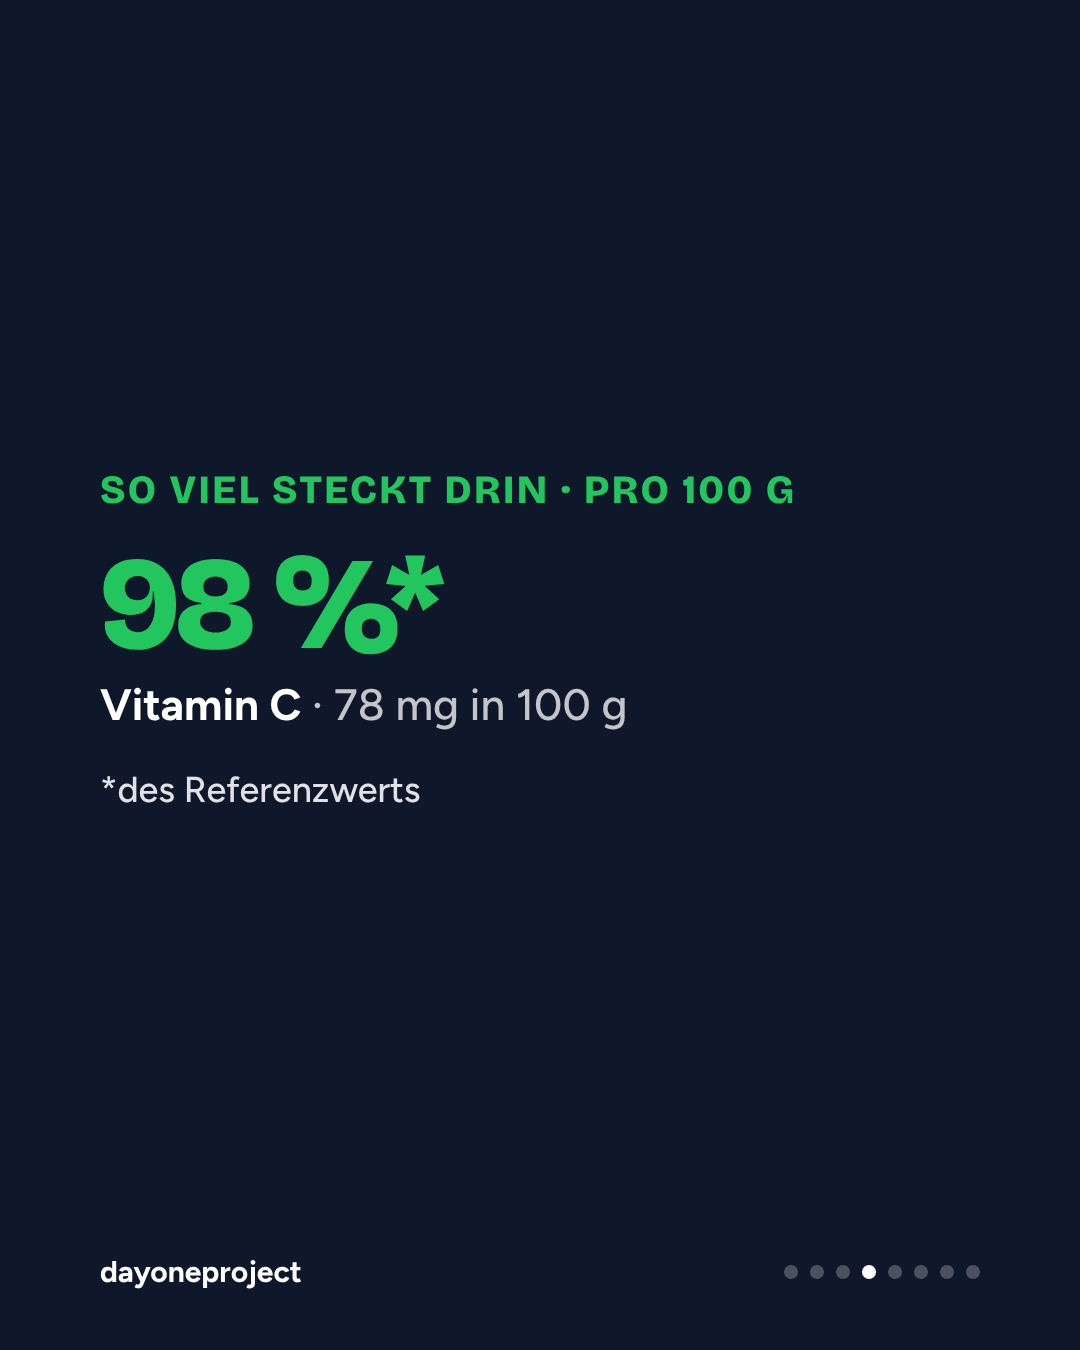 SO VIEL STECKT DRIN · PRO 100 G
98 %*
Vitamin C · 78 mg in 100 g
*des Referenzwerts
dayoneproject